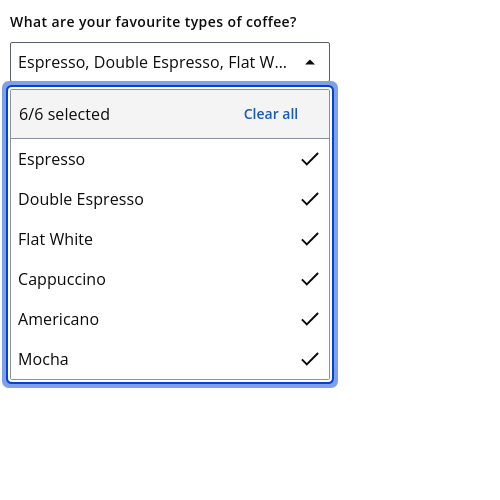 What are your favourite types of coffee?
Espresso, Double Espresso, Flat W...
6/6 selected Clear all
Espresso
Double Espresso
Flat White
Cappuccino
Americano
Mocha